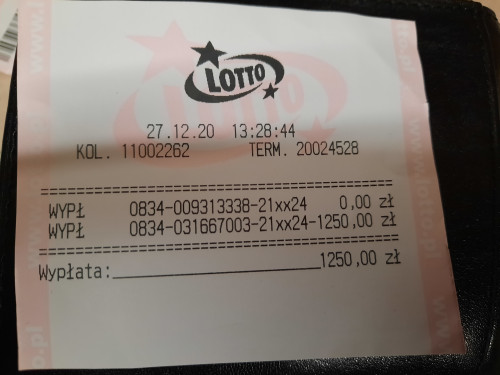 LOTTO
27.12.20 13:28:44
KOL. 11002262 TERM. 20024528
==========================================
WYPŁ 0834-009313338-21xx24 0,00 zł
WYPŁ 0834-031667003-21xx24-1250,00 zł
==========================================
Wypłata:______________________1250,00 zł